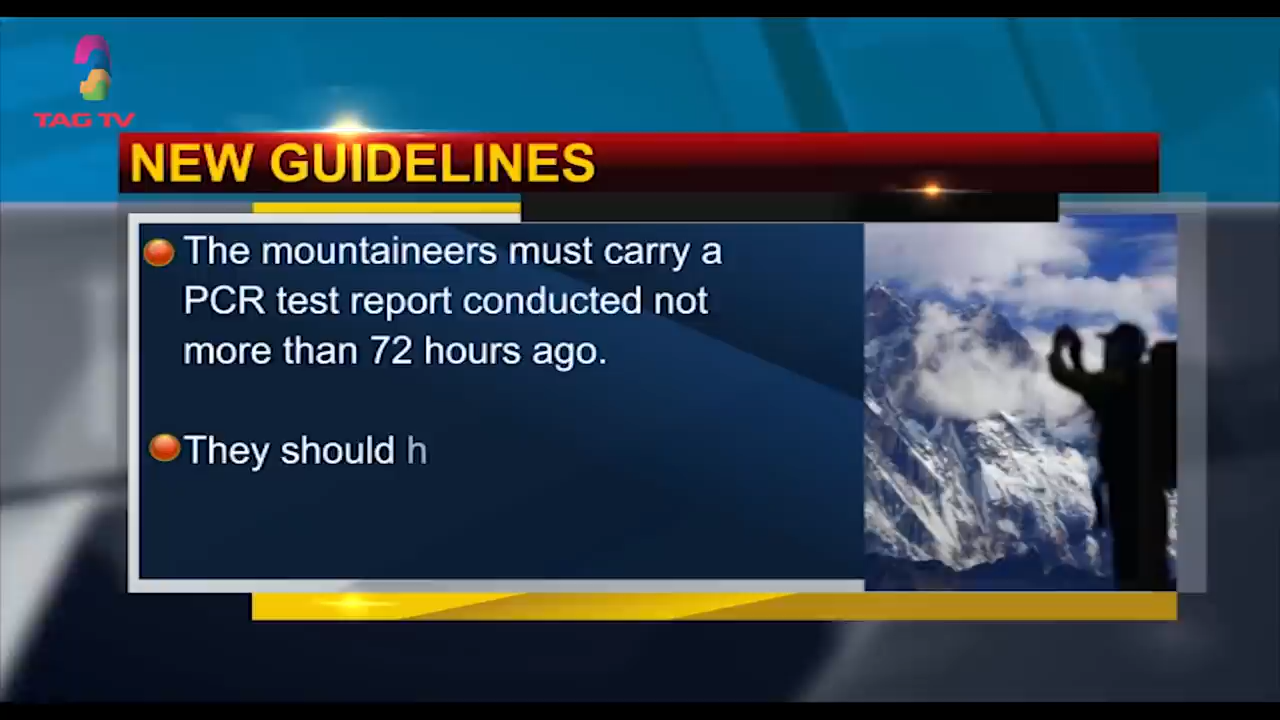 TAG TV
NEW GUIDELINES
The mountaineers must carry a
PCR test report conducted not
more than 72 hours ago.
They should h